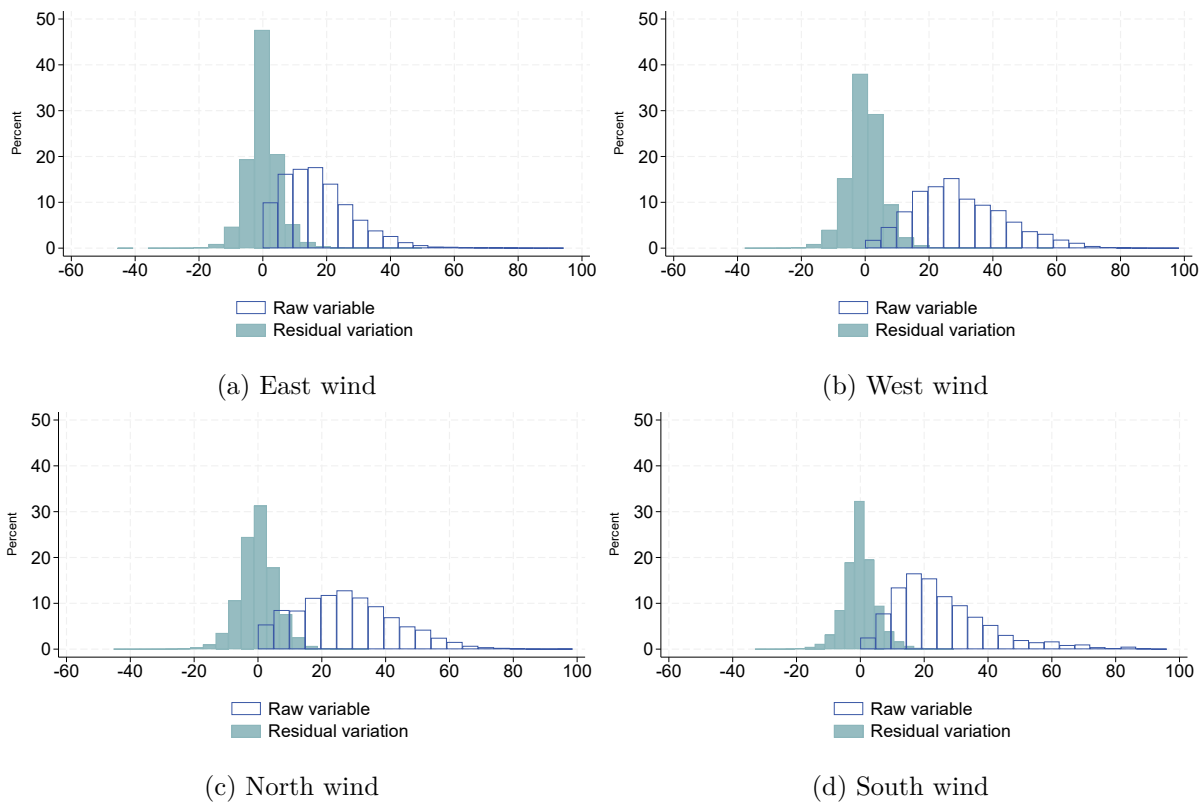 50
40
30
20
10
0
Percent
-60 -40 -20 0 20 40 60 80 100
Raw variable
Residual variation
(a) East wind
50
40
30
20
10
0
Percent
-60 -40 -20 0 20 40 60 80 100
Raw variable
Residual variation
(b) West wind
50
40
30
20
10
0
Percent
-60 -40 -20 0 20 40 60 80 100
Raw variable
Residual variation
(c) North wind
50
40
30
20
10
0
Percent
-60 -40 -20 0 20 40 60 80 100
Raw variable
Residual variation
(d) South wind